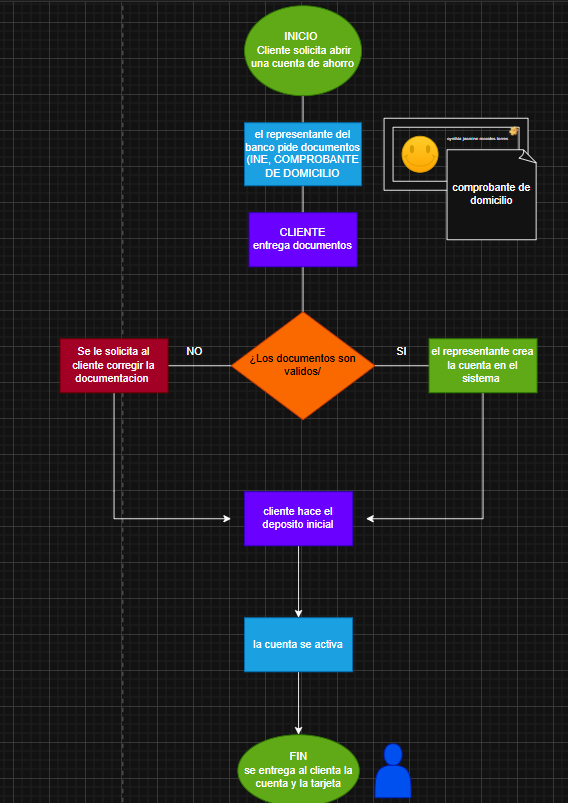 INICIO
Cliente solicita abrir
una cuenta de ahorro
el representante del
banco pide documentos
(INE, COMPROBANTE
DE DOMICILIO
comprobante de
domicilio
CLIENTE
entrega documentos
¿Los documentos son
validos/
NO
SI
Se le solicita al
cliente corregir la
documentacion
el representante crea
la cuenta en el
sistema
cliente hace el
deposito inicial
la cuenta se activa
FIN
se entrega al clienta la
cuenta y la tarjeta